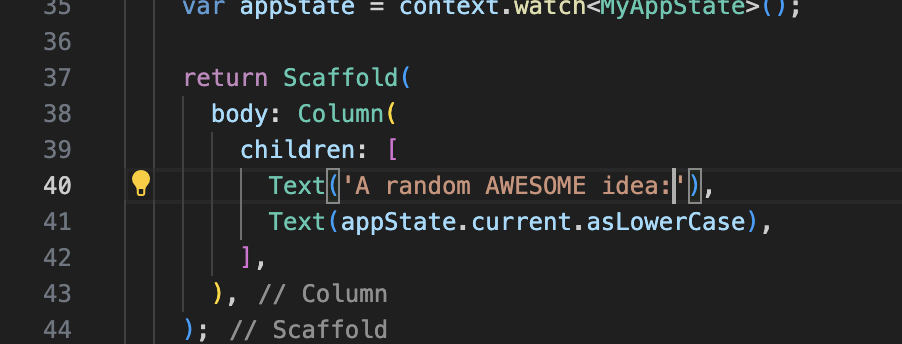 35 var appState = context.watch<MyAppState>();
36
37 return Scaffold(
38 body: Column(
39 children: [
40 Text('A random AWESOME idea:'),
41 Text(appState.current.asLowerCase),
42 ],
43 ), // Column
44 ); // Scaffold